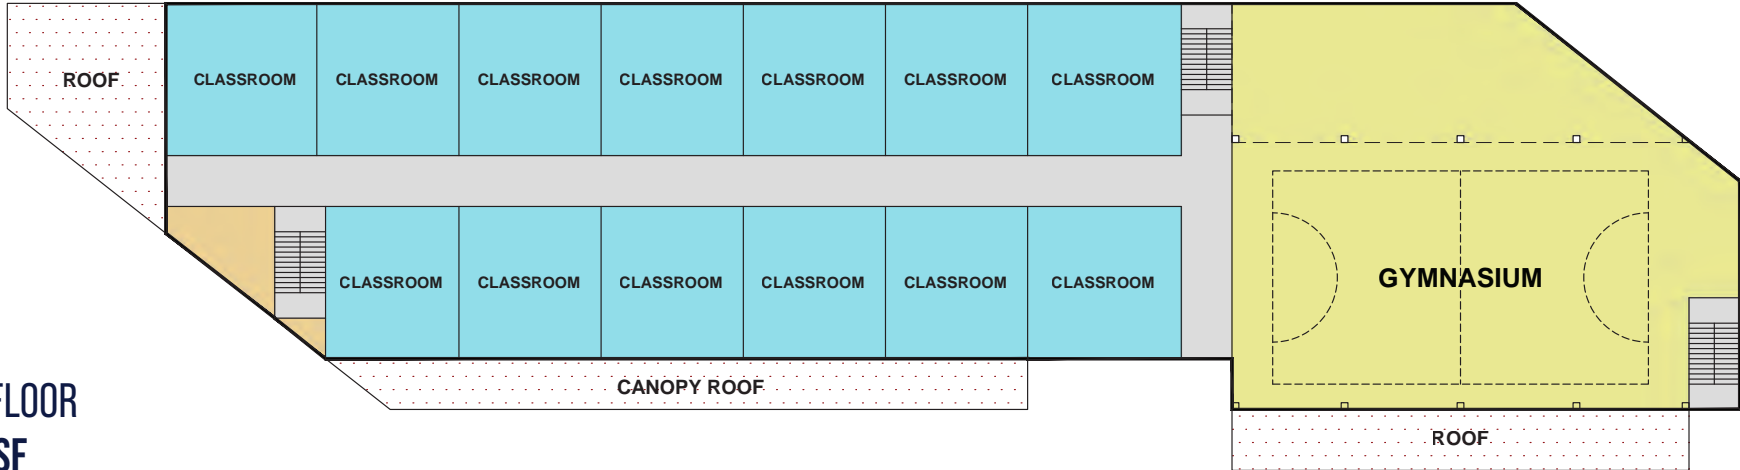 ROOF
CLASSROOM CLASSROOM CLASSROOM CLASSROOM CLASSROOM CLASSROOM CLASSROOM
CLASSROOM CLASSROOM CLASSROOM CLASSROOM CLASSROOM CLASSROOM
GYMNASIUM
CANOPY ROOF
FLOOR
SF
ROOF